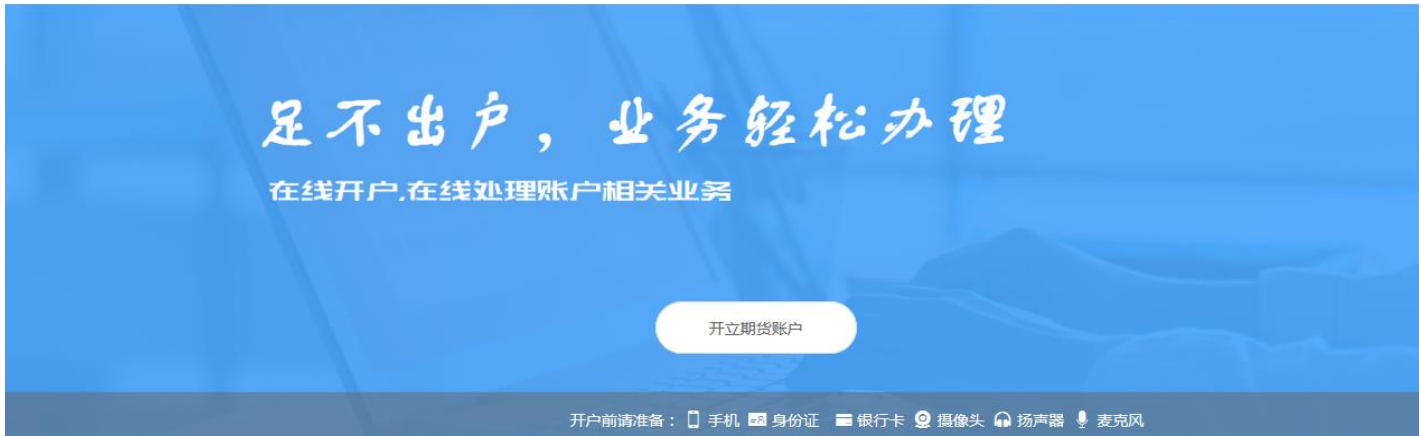 足不出户，业务轻松办理
在线开户,在线处理账户相关业务
开立期货账户
开户前请准备： 手机 身份证 银行卡 摄像头 扬声器 麦克风